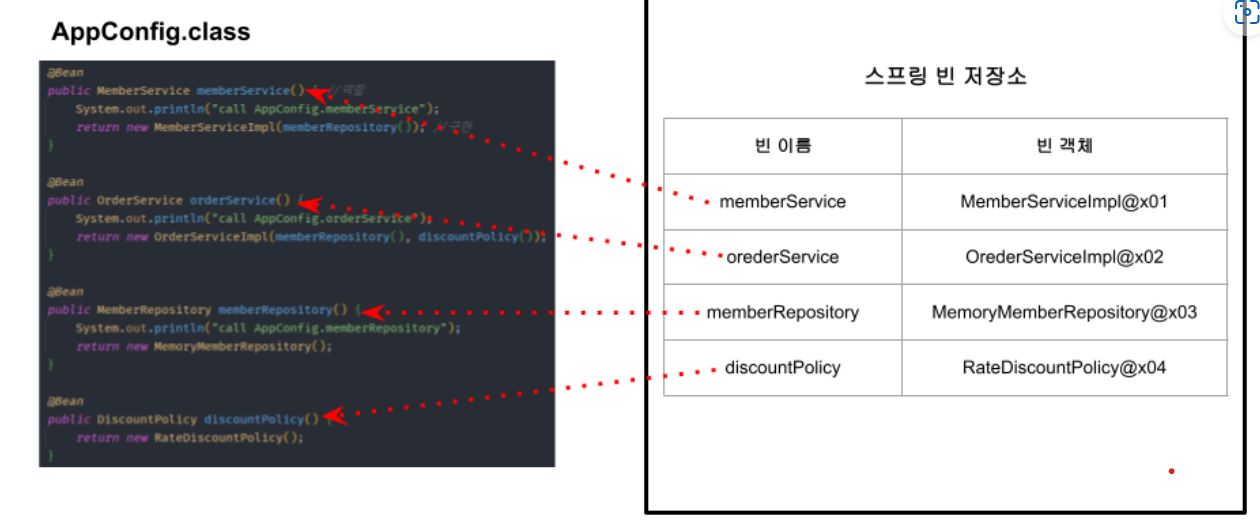 AppConfig.class
@Bean
public MemberService memberService() { //역할
System.out.println("call AppConfig.memberService");
return new MemberServiceImpl(memberRepository()); //구현
}
@Bean
public OrderService orderService() {
System.out.println("call AppConfig.orderService");
return new OrderServiceImpl(memberRepository(), discountPolicy());
}
@Bean
public MemberRepository memberRepository() {
System.out.println("call AppConfig.memberRepository");
return new MemoryMemberRepository();
}
@Bean
public DiscountPolicy discountPolicy() {
return new RateDiscountPolicy();
}
스프링 빈 저장소
빈 이름 빈 객체
memberService MemberServiceImpl@x01
orederService OrederServiceImpl@x02
memberRepository MemoryMemberRepository@x03
discountPolicy RateDiscountPolicy@x04